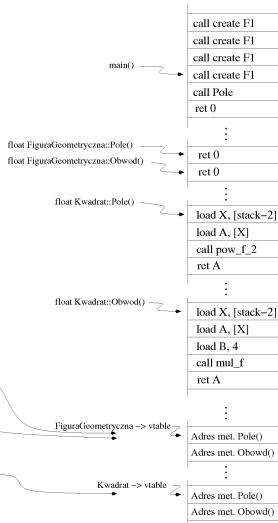 call create F1
call create F1
call create F1
main()
call create F1
call Pole
ret 0
float FiguraGeometryczna::Pole()
ret 0
float FiguraGeometryczna::Obwod()
ret 0
float Kwadrat::Pole()
load X, [stack−2]
load A, [X]
call pow_f_2
ret A
float Kwadrat::Obwod()
load X, [stack−2]
load A, [X]
load B, 4
call mul_f
ret A
FiguraGeometryczna −> vtable
Adres met. Pole()
Adres met. Obowd()
Kwadrat −> vtable
Adres met. Pole()
Adres met. Obowd()